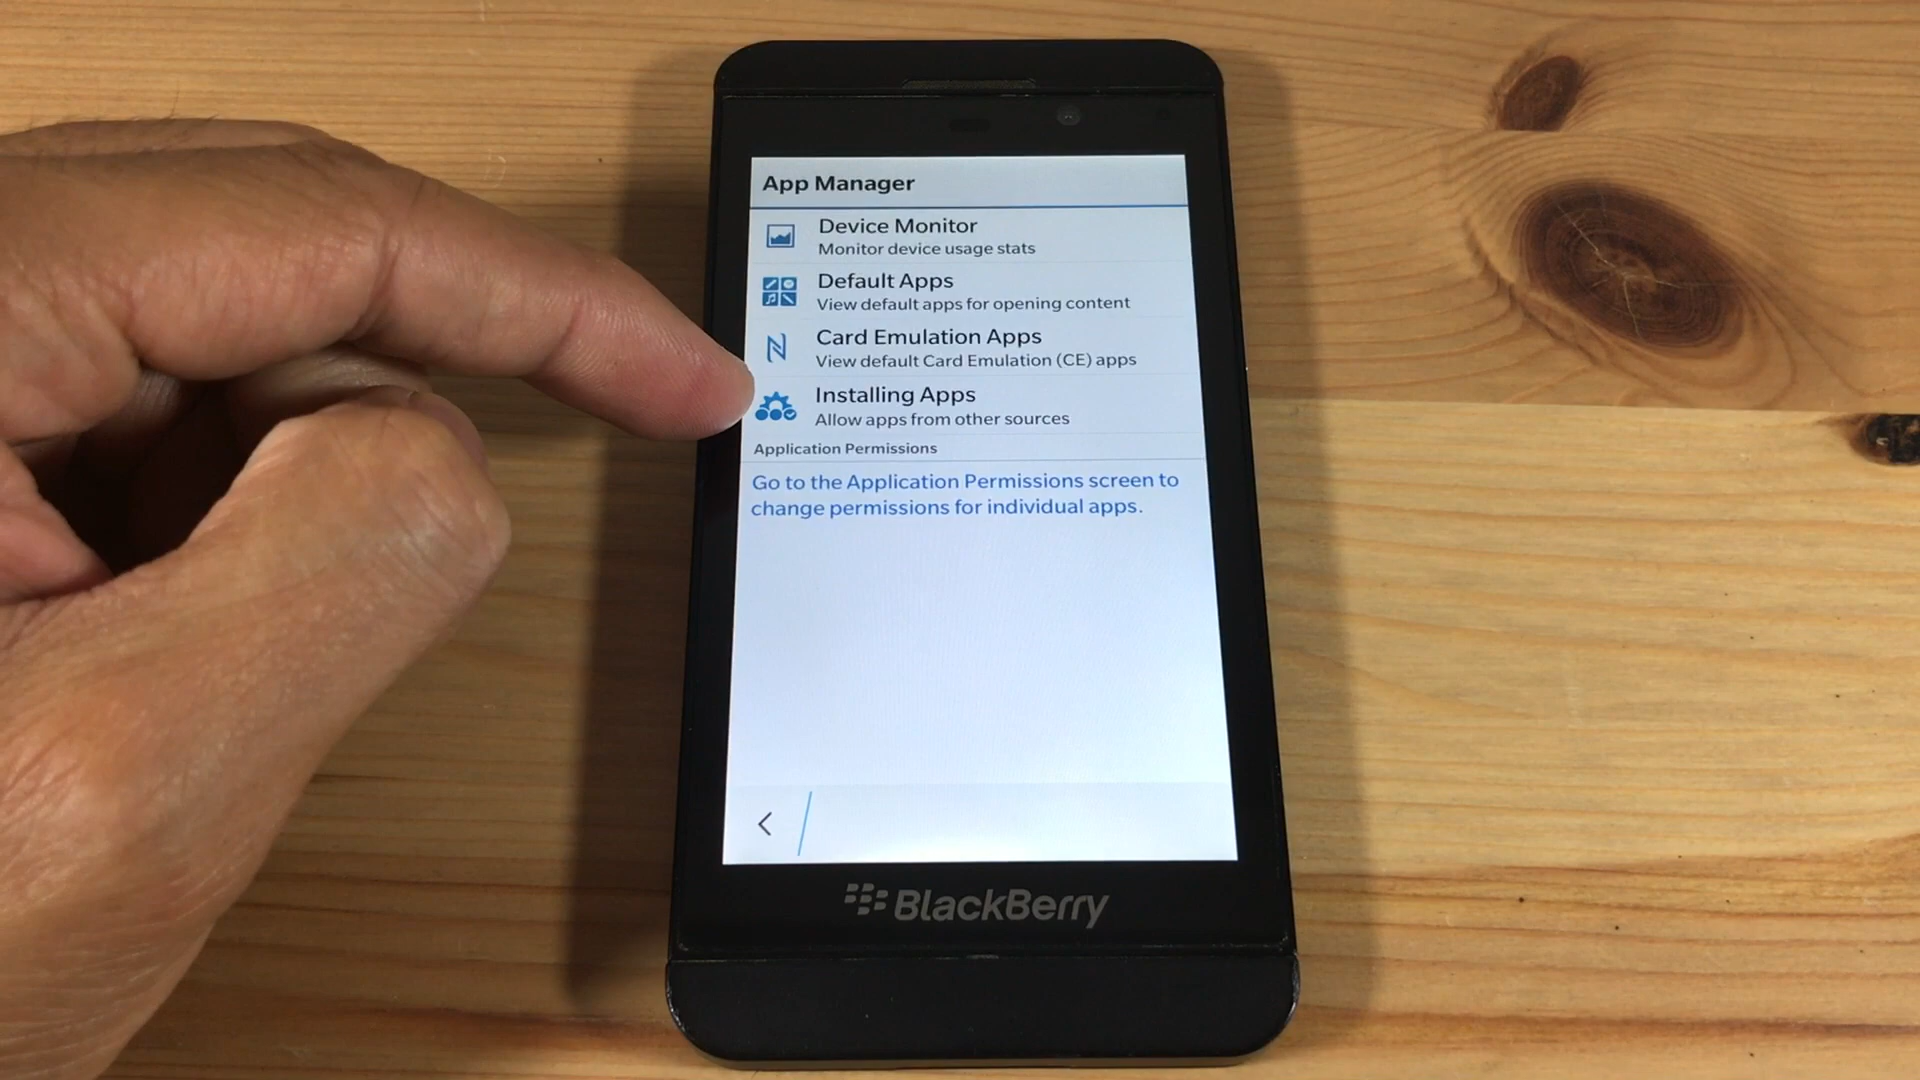 App Manager
Device Monitor
Monitor device usage stats
Default Apps
View default apps for opening content
Card Emulation Apps
View default Card Emulation (CE) apps
Installing Apps
Allow apps from other sources
Application Permissions
Go to the Application Permissions screen to
change permissions for individual apps.
BlackBerry